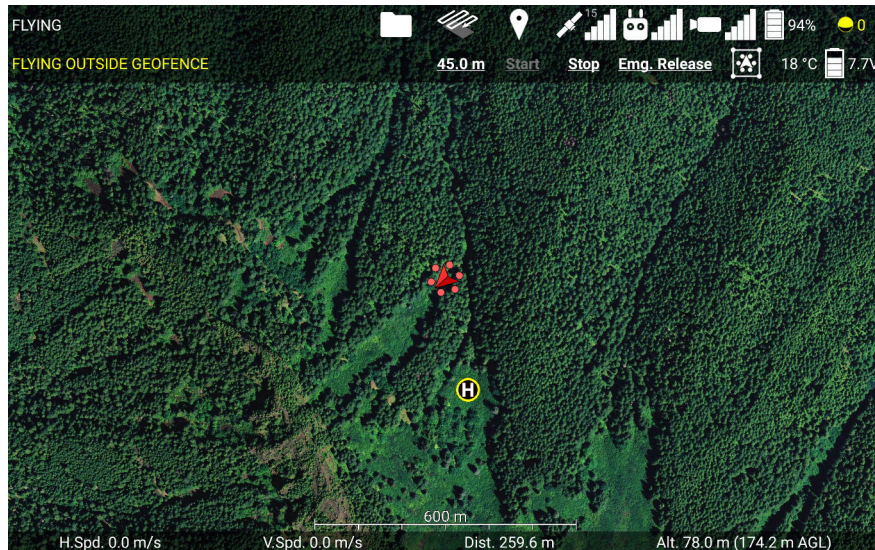 FLYING
15
94%
0
FLYING OUTSIDE GEOFENCE
45.0 m
Start
Stop
Emg. Release
18 °C
7.7V
H
600 m
H.Spd. 0.0 m/s
V.Spd. 0.0 m/s
Dist. 259.6 m
Alt. 78.0 m (174.2 m AGL)